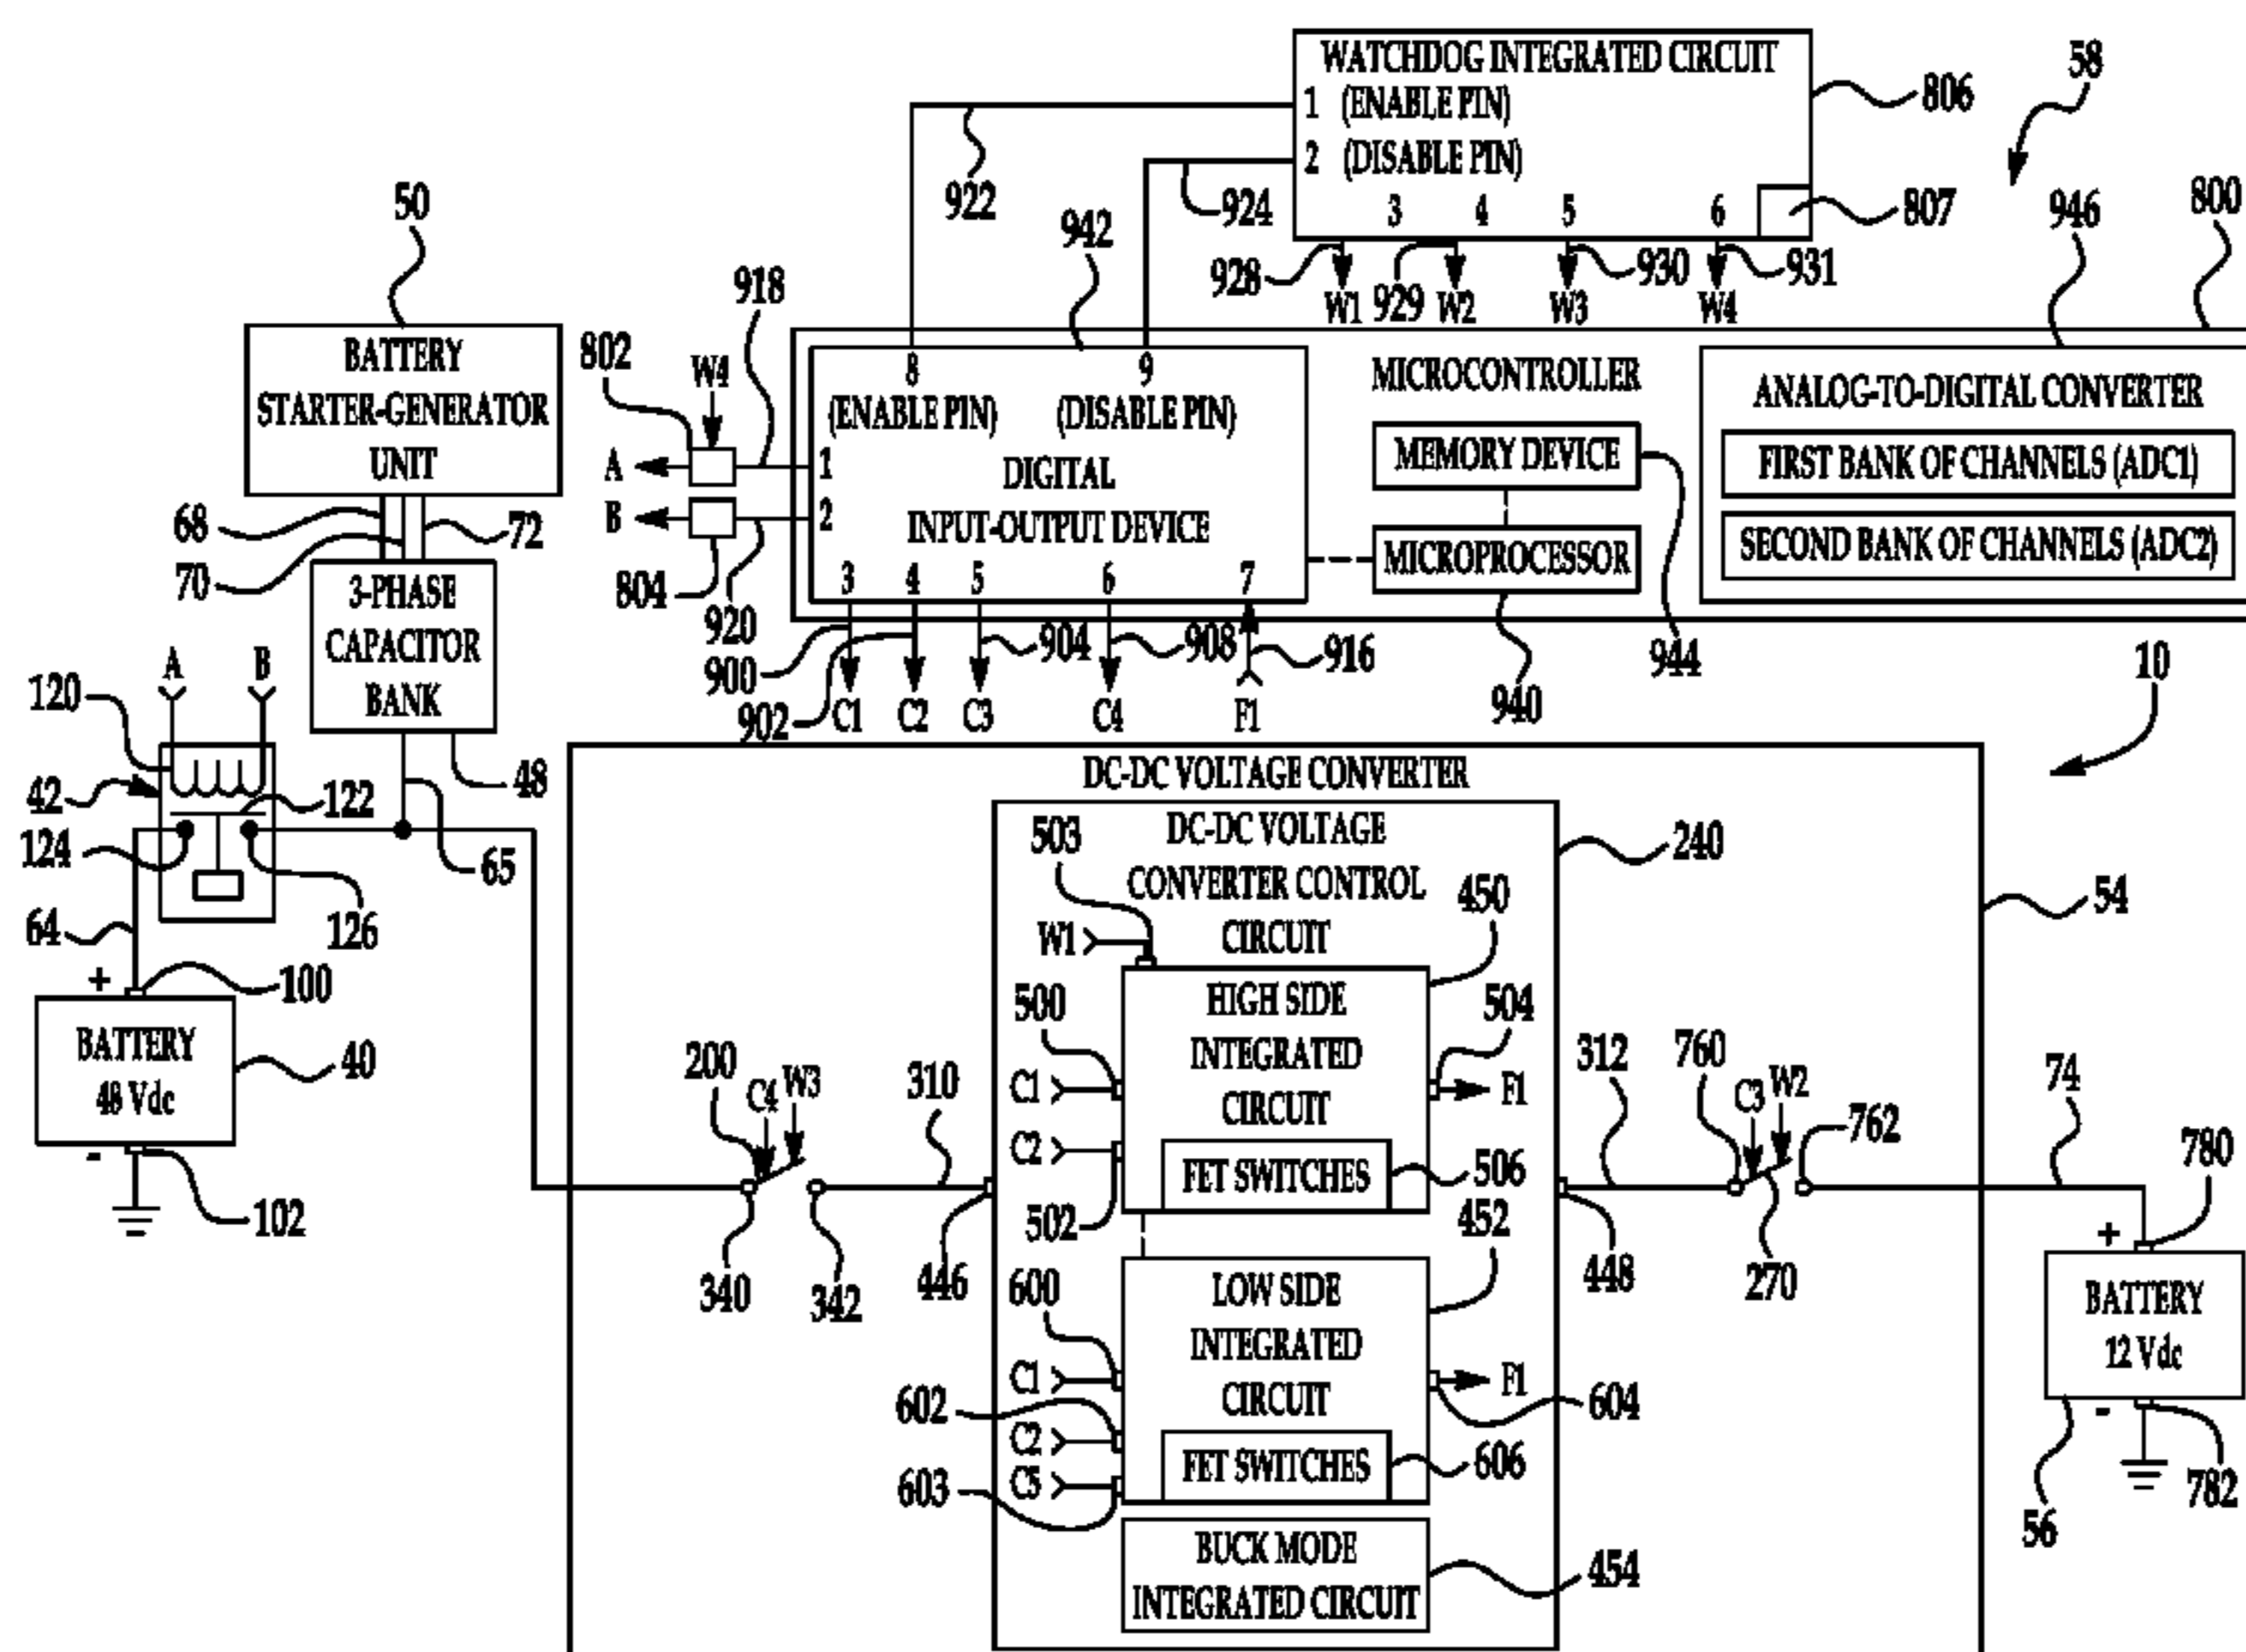 WATCHDOG INTEGRATED CIRCUIT
1 (ENABLE PIN)
2 (DISABLE PIN)
3 4 5 6
806
58
807
922
924
942
946
800
928
929
930
931
W1 W2 W3 W4
50
BATTERY
STARTER-GENERATOR
UNIT
68
70
72
3-PHASE
CAPACITOR
BANK
48
802
W4
918
A
B
804
920
8 9
(ENABLE PIN) (DISABLE PIN)
1
2
DIGITAL
INPUT-OUTPUT DEVICE
3 4 5 6 7
MICROCONTROLLER
MEMORY DEVICE
MICROPROCESSOR
ANALOG-TO-DIGITAL CONVERTER
FIRST BANK OF CHANNELS (ADC1)
SECOND BANK OF CHANNELS (ADC2)
900
902
904
908
916
940
944
10
C1 C2 C3 C4 F1
A B
120
42
122
124
126
65
64
+
100
BATTERY
48 Vdc
40
-
102
DC-DC VOLTAGE CONVERTER
DC-DC VOLTAGE
CONVERTER CONTROL
CIRCUIT
503
W1
240
450
54
HIGH SIDE
INTEGRATED
CIRCUIT
FET SWITCHES
500
C1
C2
502
504
F1
506
452
200
C4
W3
310
340
342
446
312
760
C3
W2
762
74
448
270
LOW SIDE
INTEGRATED
CIRCUIT
FET SWITCHES
600
C1
602
C2
C5
603
F1
604
606
BUCK MODE
INTEGRATED CIRCUIT
454
780
+
BATTERY
12 Vdc
-
56
782